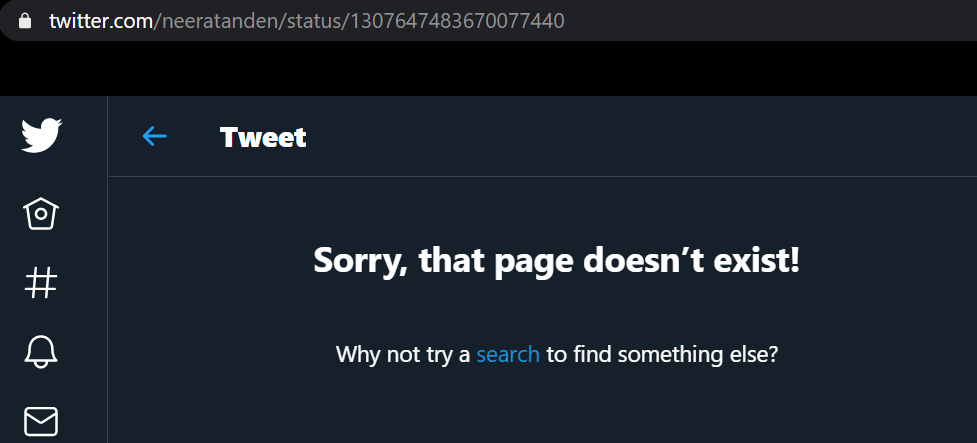 twitter.com/neeratanden/status/1307647483670077440
Tweet
Sorry, that page doesn’t exist!
Why not try a search to find something else?